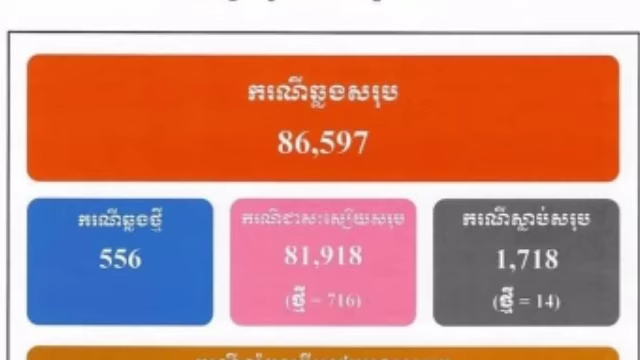 ករណីឆ្លងសរុប
86,597
ករណីឆ្លងថ្មី
556
ករណីជាសះស្បើយសរុប
81,918
(ថ្មី = 716)
ករណីស្លាប់សរុប
1,718
(ថ្មី = 14)